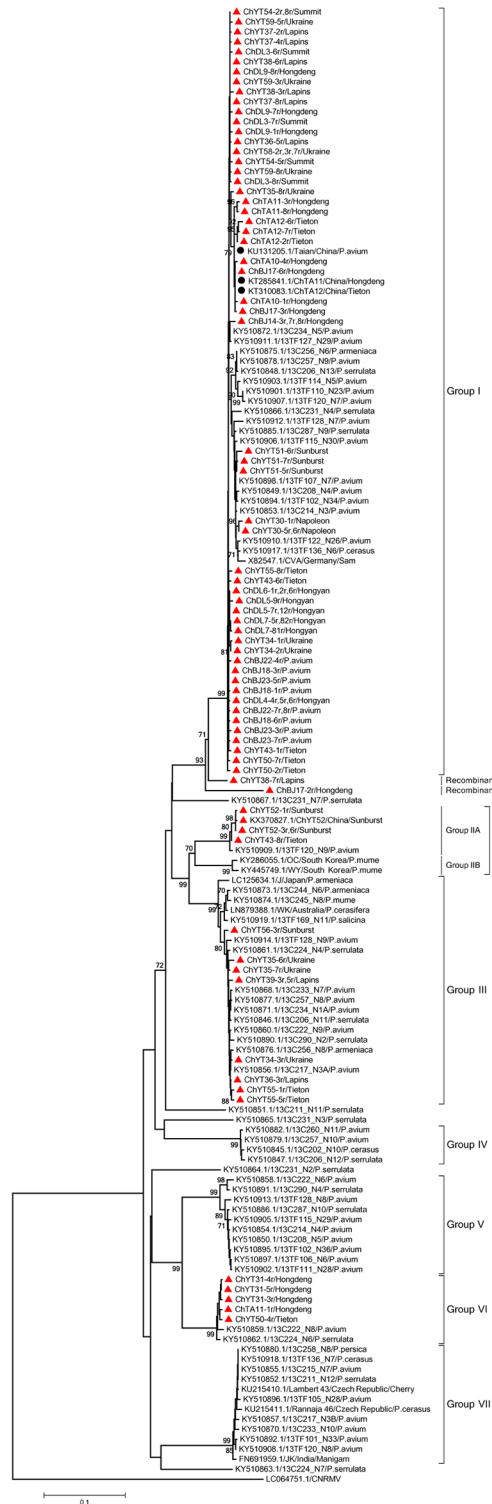 ChYT54-2r,8r/Summit
ChYT59-5r/Ukraine
ChYT37-2r/Lapins
ChYT37-4r/Lapins
ChDL3-6r/Summit
ChYT38-6r/Lapins
ChDL9-8r/Hongdeng
ChYT59-3r/Ukraine
ChYT38-3r/Lapins
ChYT37-8r/Lapins
ChDL9-7r/Hongdeng
ChDL3-7r/Summit
ChDL9-1r/Hongdeng
ChYT36-5r/Lapins
ChYT58-2r,3r,7r/Ukraine
ChYT54-5r/Summit
ChYT59-8r/Ukraine
ChDL3-8r/Summit
ChYT35-8r/Ukraine
ChTA11-3r/Hongdeng
ChTA11-8r/Hongdeng
ChTA12-6r/Tieton
ChTA12-7r/Tieton
ChTA12-2r/Tieton
KU131205.1/Taian/China/P.avium
ChTA10-4r/Hongdeng
ChBJ17-6r/Hongdeng
KT285841.1/ChTA11/China/Hongdeng
KT310083.1/ChTA12/China/Tieton
ChTA10-1r/Hongdeng
ChBJ17-3r/Hongdeng
ChBJ14-3r,7r,8r/Hongdeng
KY510872.1/13C234_N5/P.avium
KY510911.1/13TF127_N29/P.avium
KY510875.1/13C256_N6/P.armeniaca
KY510878.1/13C257_N9/P.avium
KY510848.1/13C206_N13/P.serrulata
KY510903.1/13TF114_N5/P.avium
KY510901.1/13TF110_N23/P.avium
KY510907.1/13TF120_N7/P.avium
KY510866.1/13C231_N4/P.serrulata
KY510912.1/13TF128_N7/P.avium
KY510885.1/13C287_N9/P.serrulata
KY510906.1/13TF115_N30/P.avium
ChYT51-6r/Sunburst
ChYT51-7r/Sunburst
ChYT51-5r/Sunburst
KY510898.1/13TF107_N7/P.avium
KY510849.1/13C208_N4/P.avium
KY510894.1/13TF102_N34/P.avium
KY510853.1/13C214_N3/P.avium
ChYT30-1r/Napoleon
ChYT30-5r,6r/Napoleon
KY510910.1/13TF122_N26/P.avium
KY510917.1/13TF136_N6/P.cerasus
X82547.1/CVA/Germany/Sam
ChYT55-8r/Tieton
ChYT43-6r/Tieton
ChDL6-1r,2r,6r/Hongyan
ChDL5-9r/Hongyan
ChDL5-7r,12r/Hongyan
ChDL7-5r,82r/Hongyan
ChDL7-81r/Hongyan
ChYT34-1r/Ukraine
ChYT34-2r/Ukraine
ChBJ22-4r/P.avium
ChBJ18-3r/P.avium
ChBJ23-5r/P.avium
ChBJ18-1r/P.avium
ChDL4-4r,5r,6r/Hongyan
ChBJ22-7r,8r/P.avium
ChBJ18-6r/P.avium
ChBJ23-3r/P.avium
ChBJ23-7r/P.avium
ChYT43-1r/Tieton
ChYT50-7r/Tieton
ChYT50-2r/Tieton
Group I
ChYT38-7r/Lapins
Recombinan
ChBJ17-2r/Hongdeng
Recombinan
KY510867.1/13C231_N7/P.serrulata
ChYT52-1r/Sunburst
KX370827.1/ChYT52/China/Sunburst
ChYT52-3r,6r/Sunburst
ChYT43-8r/Tieton
KY510909.1/13TF120_N9/P.avium
Group IIA
KY286055.1/OC/South Korea/P.mume
KY445749.1/WY/South Korea/P.mume
Group IIB
LC125634.1/J/Japan/P.armeniaca
KY510873.1/13C244_N6/P.armeniaca
KY510874.1/13C245_N8/P.mume
LN879388.1/WK/Australia/P.cerasifera
KY510919.1/13TF169_N11/P.salicina
ChYT56-3r/Sunburst
KY510914.1/13TF128_N9/P.avium
KY510861.1/13C224_N4/P.serrulata
ChYT35-6r/Ukraine
ChYT35-7r/Ukraine
ChYT39-3r,5r/Lapins
KY510868.1/13C233_N7/P.avium
KY510877.1/13C257_N8/P.avium
KY510871.1/13C234_N1A/P.avium
KY510846.1/13C206_N11/P.serrulata
KY510860.1/13C222_N9/P.avium
KY510890.1/13C290_N2/P.serrulata
KY510876.1/13C256_N8/P.armeniaca
ChYT34-3r/Ukraine
KY510856.1/13C217_N3A/P.avium
ChYT36-3r/Lapins
ChYT55-1r/Tieton
ChYT55-5r/Tieton
Group III
KY510851.1/13C211_N11/P.serrulata
KY510865.1/13C231_N3/P.serrulata
KY510882.1/13C260_N11/P.avium
KY510879.1/13C257_N10/P.avium
KY510845.1/13C202_N10/P.cerasus
KY510847.1/13C206_N12/P.serrulata
Group IV
KY510864.1/13C231_N2/P.serrulata
KY510858.1/13C222_N6/P.avium
KY510891.1/13C290_N4/P.serrulata
KY510913.1/13TF128_N8/P.avium
KY510886.1/13C287_N10/P.serrulata
KY510905.1/13TF115_N29/P.avium
KY510854.1/13C214_N4/P.avium
KY510850.1/13C208_N5/P.avium
KY510895.1/13TF102_N36/P.avium
KY510897.1/13TF106_N6/P.avium
KY510902.1/13TF111_N28/P.avium
Group V
ChYT31-4r/Hongdeng
ChYT31-5r/Hongdeng
ChYT31-3r/Hongdeng
ChTA11-1r/Hongdeng
ChYT50-4r/Tieton
KY510859.1/13C222_N8/P.avium
KY510862.1/13C224_N6/P.serrulata
Group VI
KY510880.1/13C258_N8/P.persica
KY510918.1/13TF136_N7/P.cerasus
KY510855.1/13C215_N7/P.avium
KY510852.1/13C211_N12/P.serrulata
KU215410.1/Lambert 43/Czech Republic/Cherry
KY510896.1/13TF105_N28/P.avium
KU215411.1/Rannaja 46/Czech Republic/P.cerasus
KY510857.1/13C217_N3B/P.avium
KY510870.1/13C233_N10/P.avium
KY510892.1/13TF101_N33/P.avium
KY510908.1/13TF120_N8/P.avium
FN691959.1/JK/India/Manigam
Group VII
KY510863.1/13C224_N7/P.serrulata
LC064751.1/CNRMV
0.1